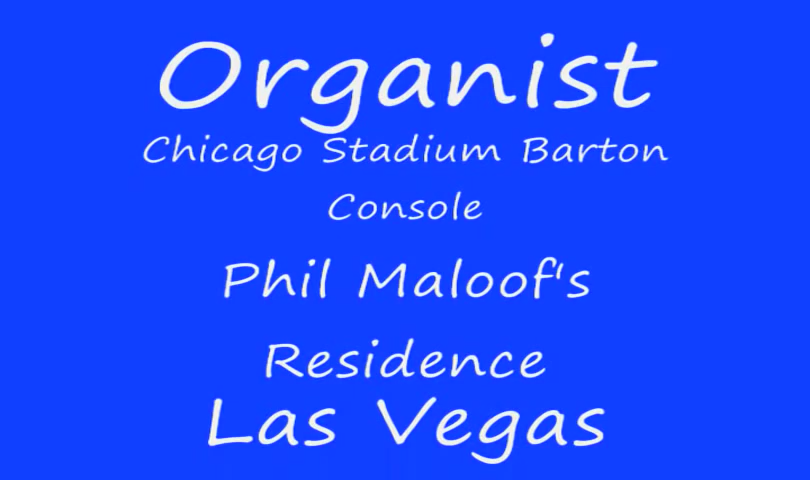 Organist
Chicago Stadium Barton
Console
Phil Maloof's
Residence
Las Vegas